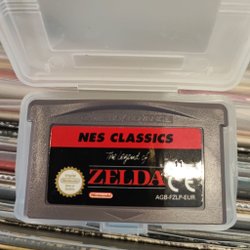 NES CLASSICS
The Legend of
ZELDA CE
Nintendo
AGB-FZLP-EUR